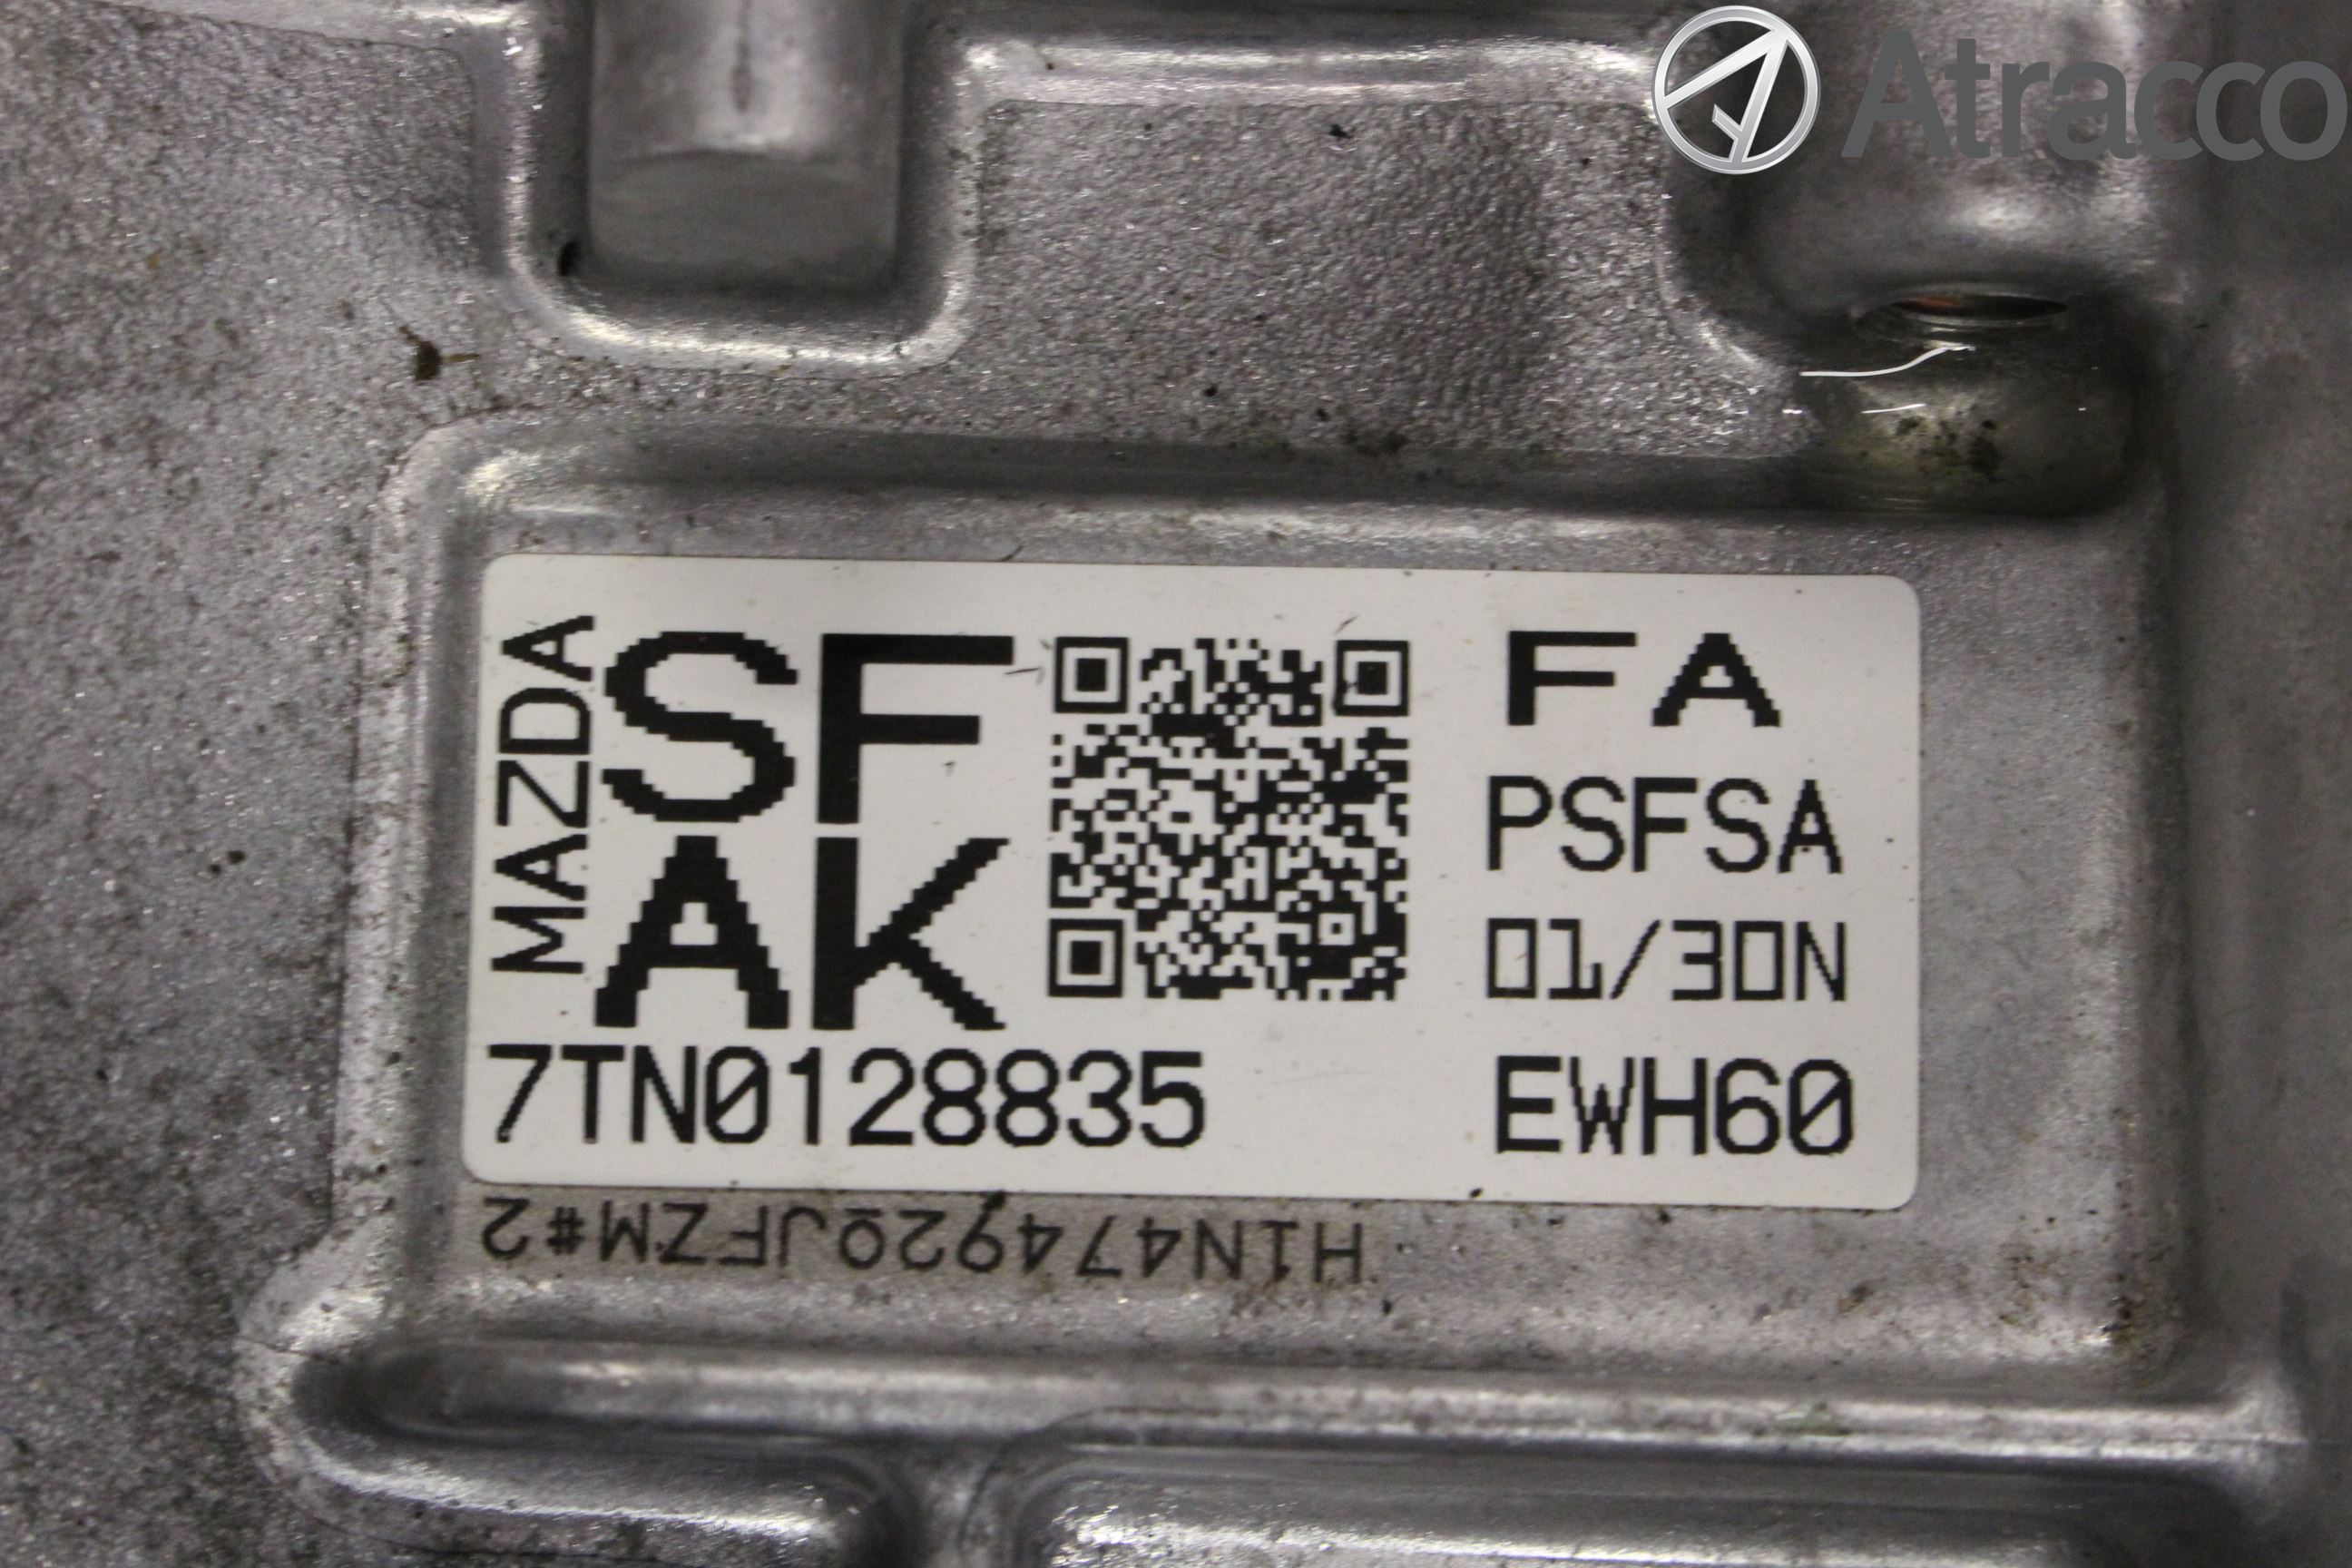 Atracco
MAZDA
SF
AK
7TN0128835
FA
PSFSA
01/30N
EWH60
H1N474920JFZM#2